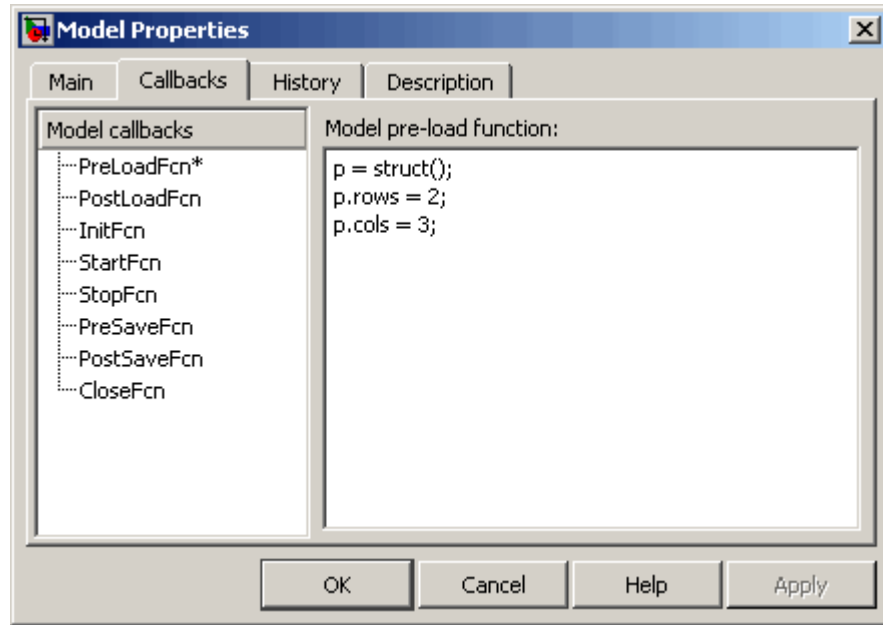 Model Properties
Main Callbacks History Description
Model callbacks
PreLoadFcn*
PostLoadFcn
InitFcn
StartFcn
StopFcn
PreSaveFcn
PostSaveFcn
CloseFcn
Model pre-load function:
p = struct();
p.rows = 2;
p.cols = 3;
OK Cancel Help Apply